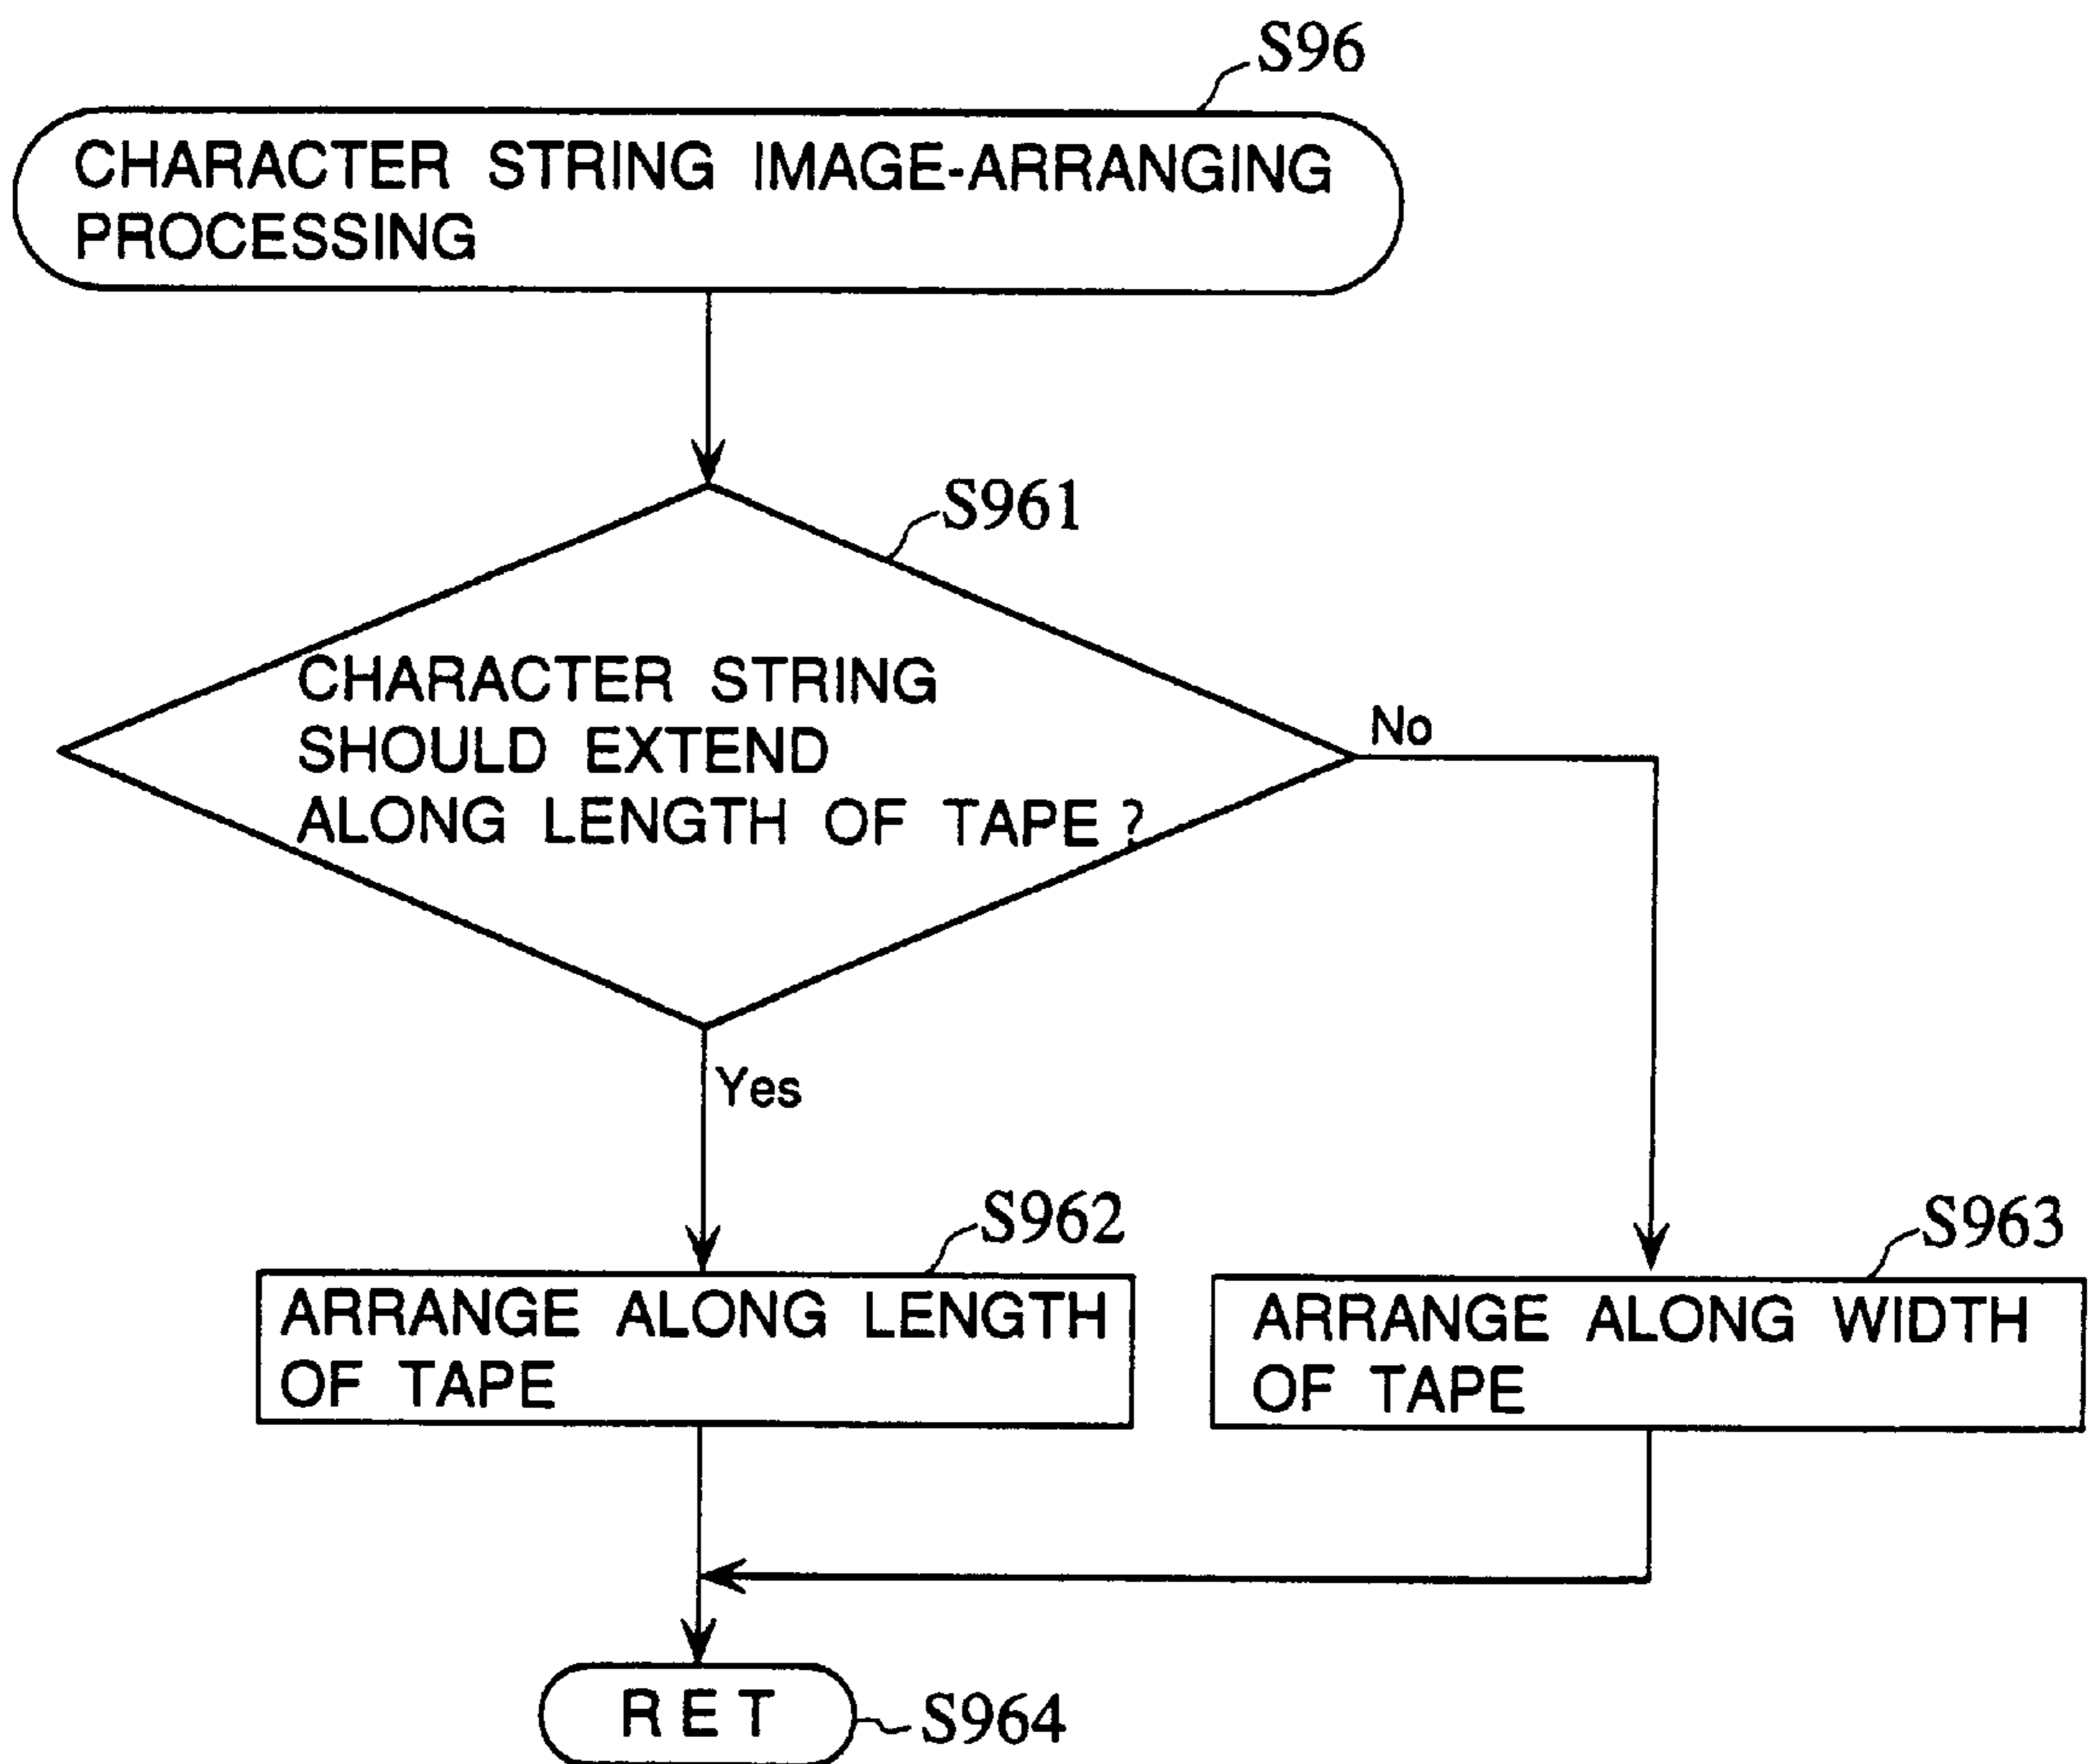 S96
CHARACTER STRING IMAGE-ARRANGING
PROCESSING
S961
CHARACTER STRING
SHOULD EXTEND
ALONG LENGTH OF TAPE ?
No
Yes
S962
ARRANGE ALONG LENGTH
OF TAPE
S963
ARRANGE ALONG WIDTH
OF TAPE
RET
S964